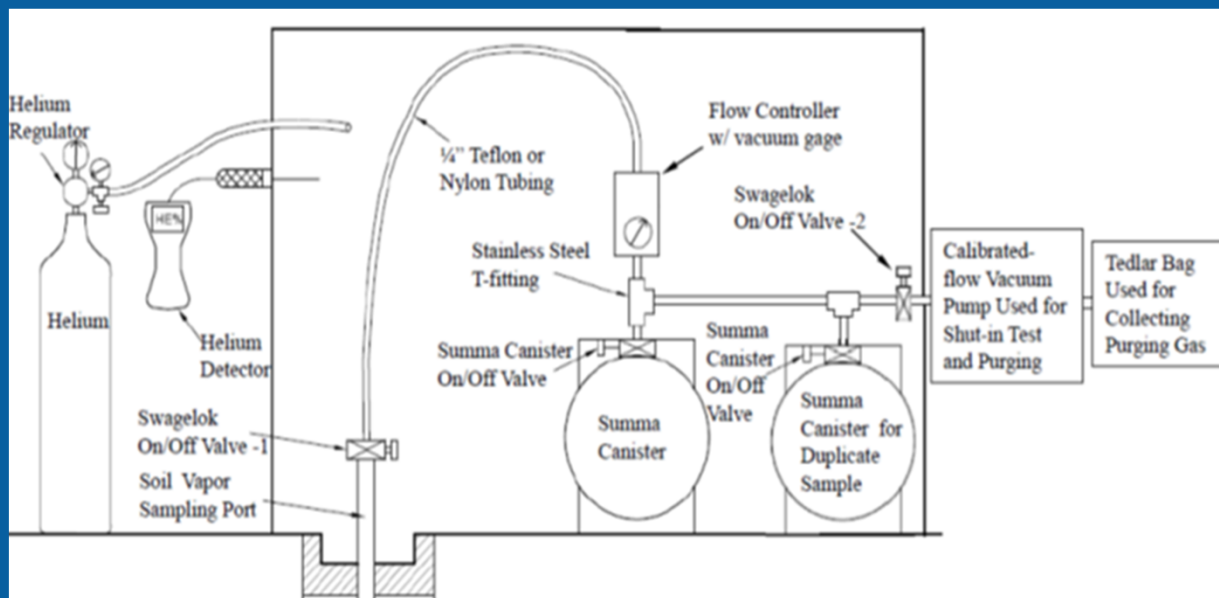 Helium
Regulator
HE%
Helium
Helium
Detector
¼” Teflon or
Nylon Tubing
Swagelok
On/Off Valve -1
Soil Vapor
Sampling Port
Flow Controller
w/ vacuum gage
Stainless Steel
T-fitting
Summa Canister
On/Off Valve
Summa
Canister
Swagelok
On/Off Valve -2
Summa
Canister
On/Off
Valve
Summa
Canister for
Duplicate
Sample
Calibrated-
flow Vacuum
Pump Used for
Shut-in Test
and Purging
Tedlar Bag
Used for
Collecting
Purging Gas